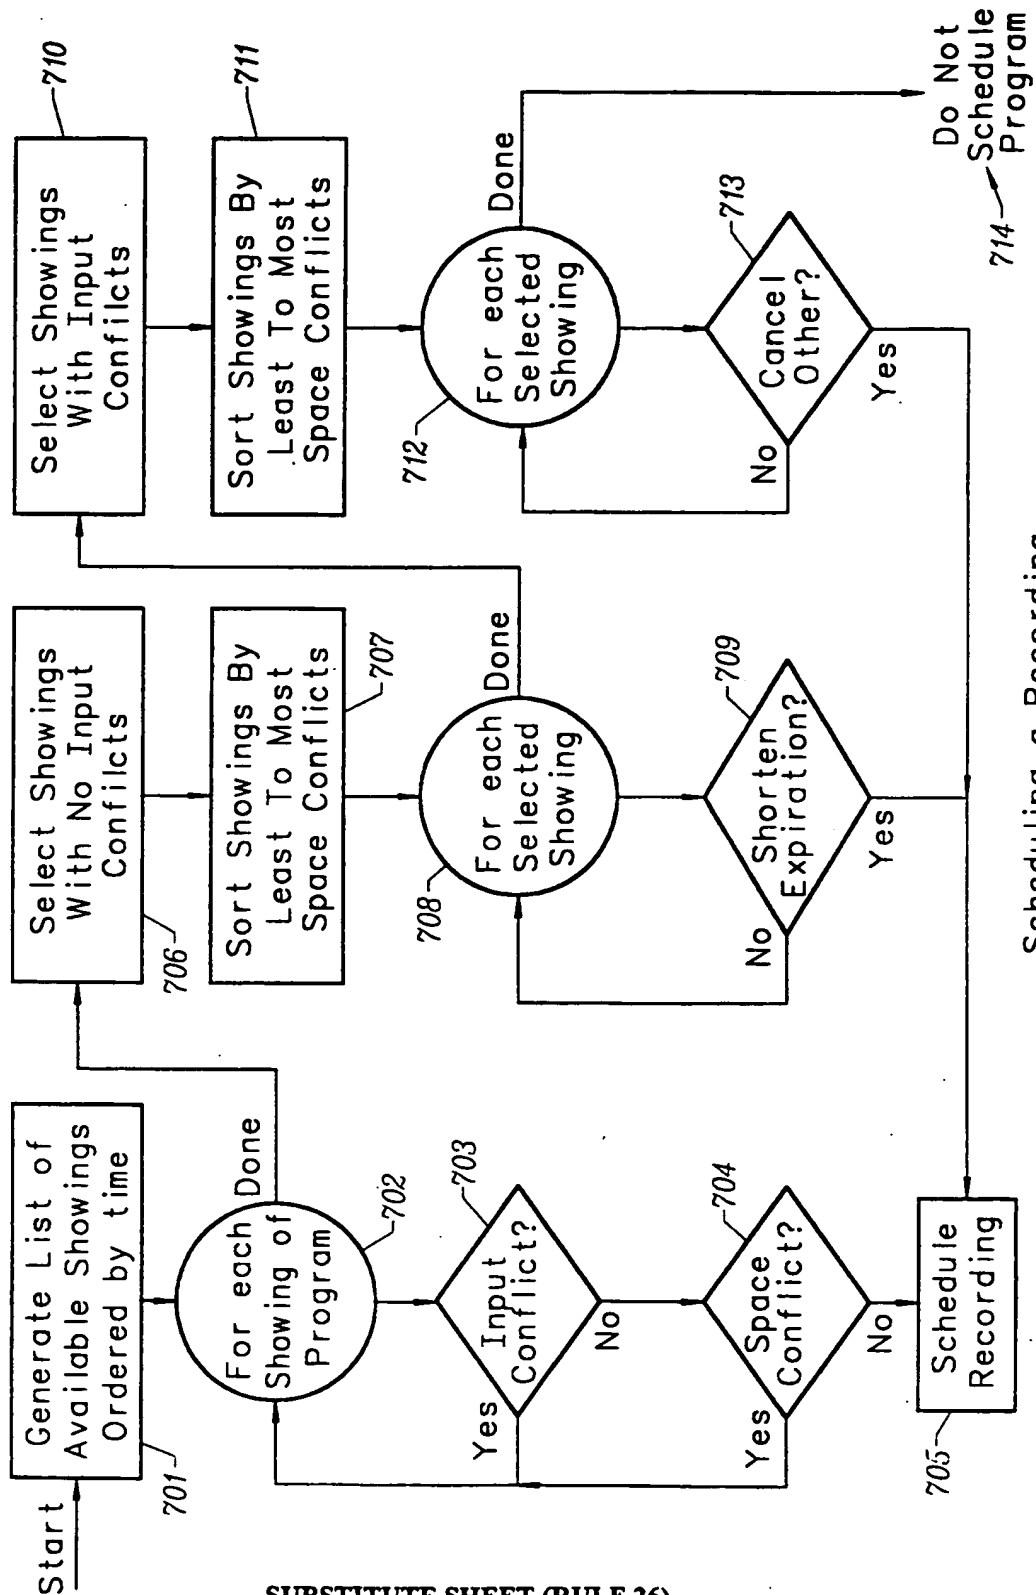 Start
Generate List of
Available Showings
Ordered by time
701
For each
Showing of
Program
Done
702
Input
Conflict?
703
Yes
No
Space
Conflict?
704
Yes
No
Schedule
Recording
705
Select Showings
With No Input
Confilcts
706
Sort Showings By
Least To Most
Space Conflicts
707
For each
Selected
Showing
Done
708
Shorten
Expiration?
709
No
Yes
Select Showings
With Input
Confilcts
710
Sort Showings By
Least To Most
Space Conflicts
711
For each
Selected
Showing
Done
712
Cancel
Other?
713
No
Yes
Do Not
Schedule
Program
714